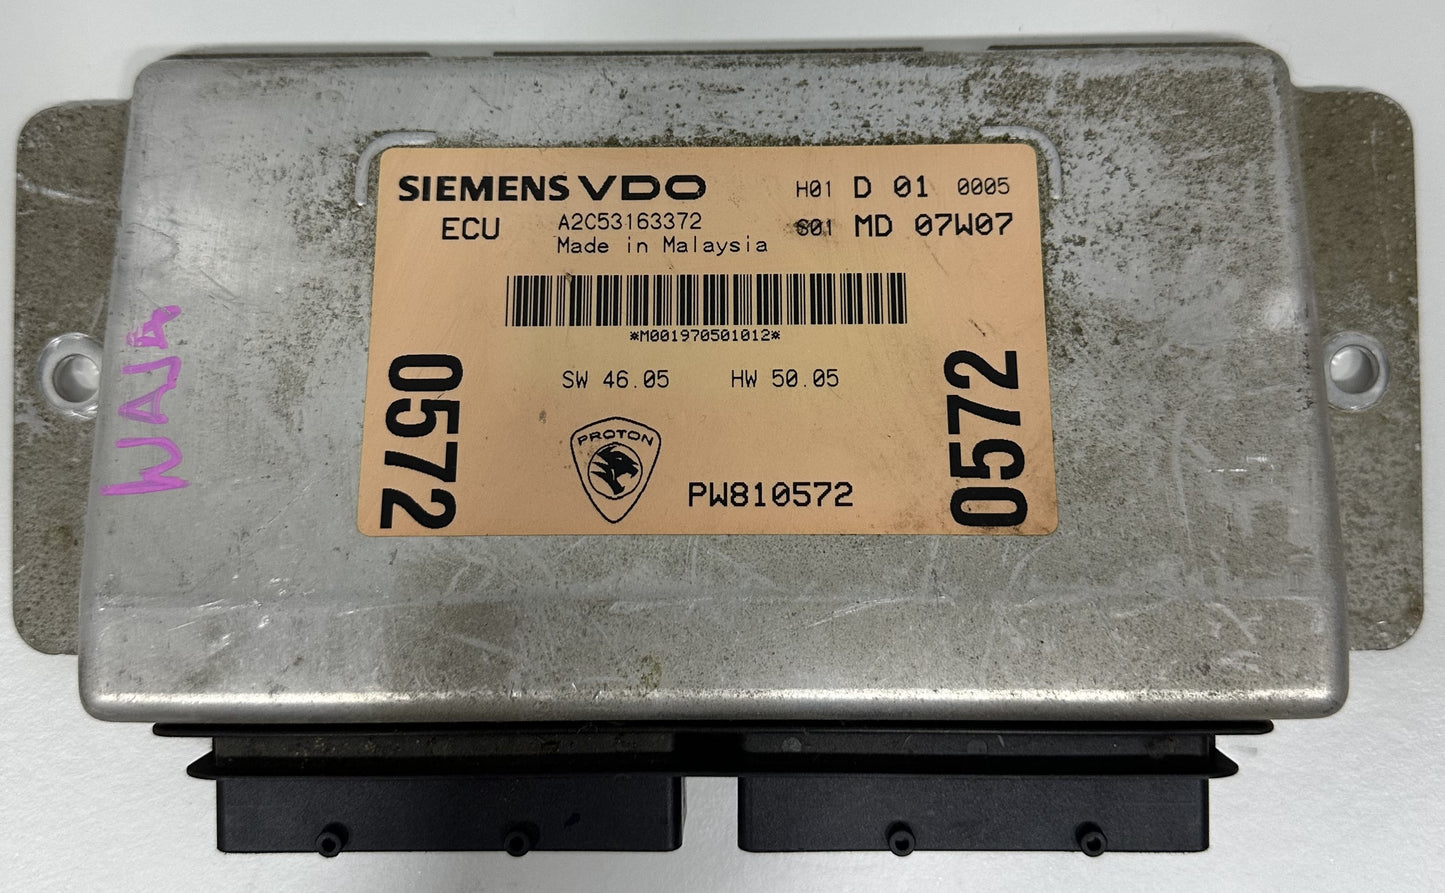 SIEMENS VDO H01 D 01 0005
ECU A2C53163372 S01 MD 07W07
Made in Malaysia
*M001970501012*
SW 46.05 HW 50.05
PROTON
PW810572
0572
0572
WAJA